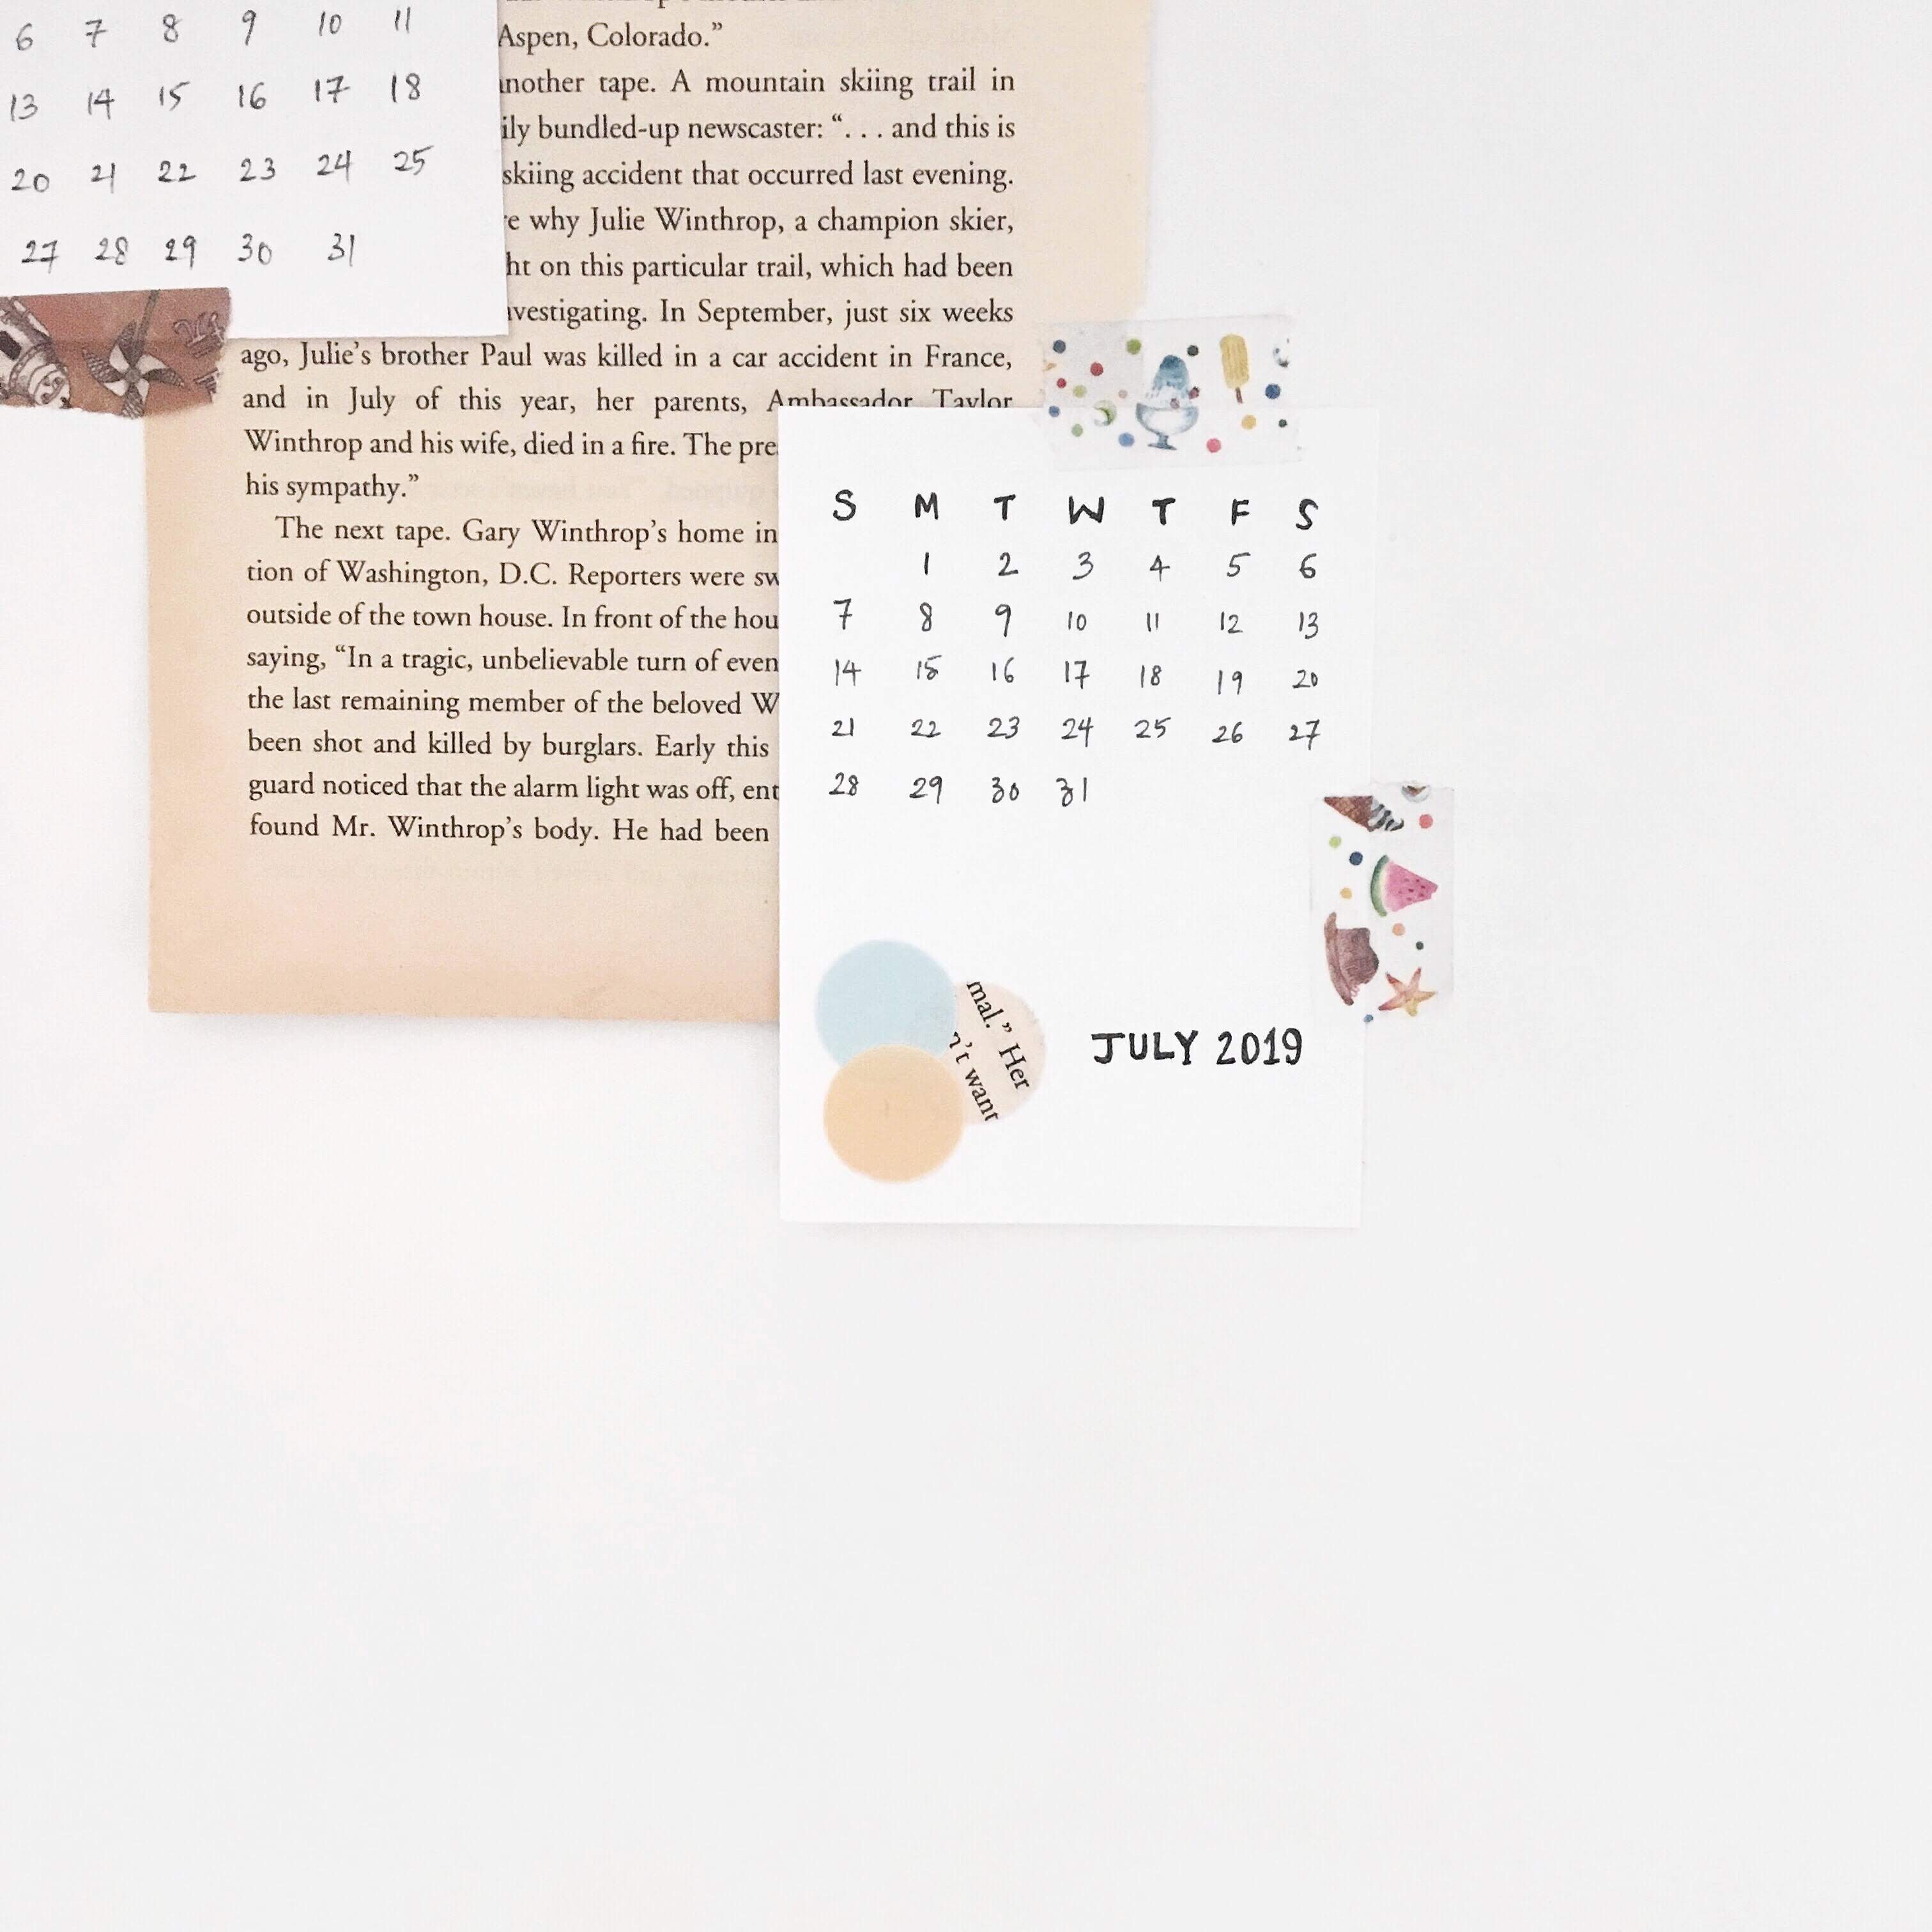 6 7 8 9 10 11
13 14 15 16 17 18
20 21 22 23 24 25
27 28 29 30 31
Aspen, Colorado.”
another tape. A mountain skiing trail in
ily bundled-up newscaster: “. . . and this is
skiing accident that occurred last evening.
e why Julie Winthrop, a champion skier,
ht on this particular trail, which had been
nvestigating. In September, just six weeks
ago, Julie’s brother Paul was killed in a car accident in France,
and in July of this year, her parents, Ambassador Taylor
Winthrop and his wife, died in a fire. The pre
his sympathy.”
The next tape. Gary Winthrop’s home in
tion of Washington, D.C. Reporters were sw
outside of the town house. In front of the hou
saying, “In a tragic, unbelievable turn of even
the last remaining member of the beloved W
been shot and killed by burglars. Early this
guard noticed that the alarm light was off, ent
found Mr. Winthrop’s body. He had been
S M T W T F S
1 2 3 4 5 6
7 8 9 10 11 12 13
14 15 16 17 18 19 20
21 22 23 24 25 26 27
28 29 30 31
mal.” Her
n’t want
JULY 2019